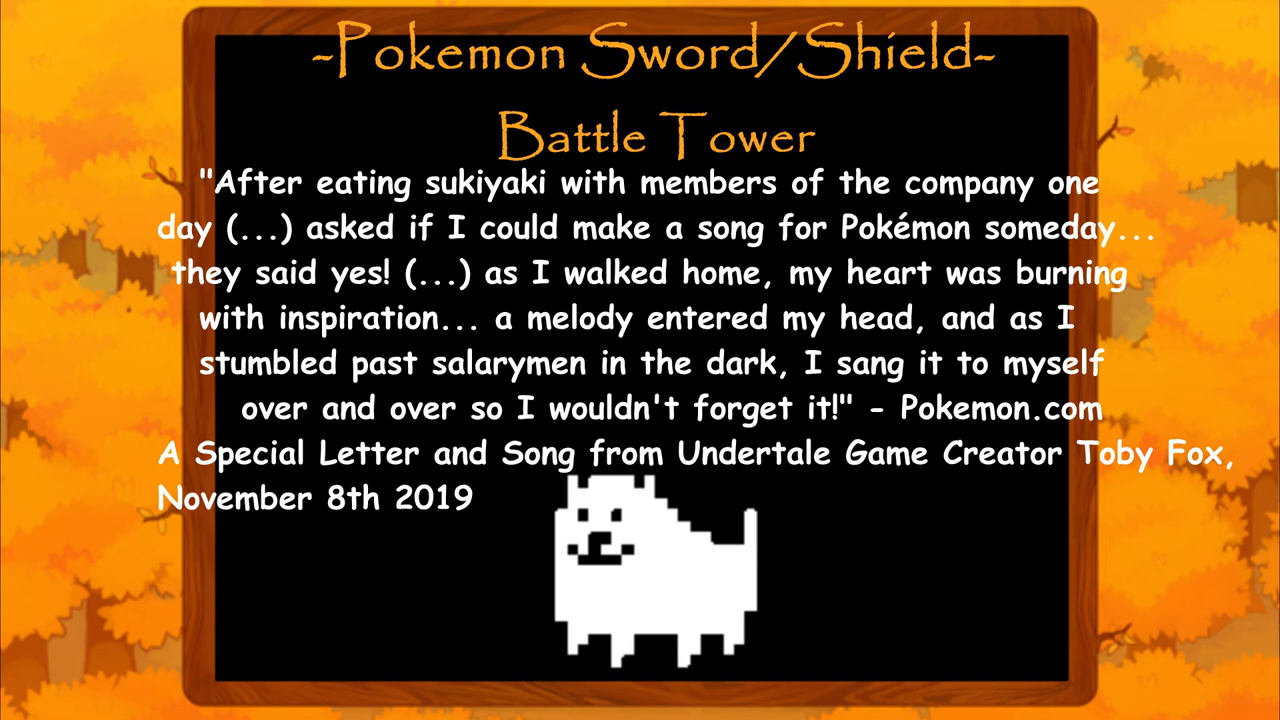 -Pokemon Sword/Shield-
Battle Tower
"After eating sukiyaki with members of the company one
day (...) asked if I could make a song for Pokémon someday...
they said yes! (...) as I walked home, my heart was burning
with inspiration... a melody entered my head, and as I
stumbled past salarymen in the dark, I sang it to myself
over and over so I wouldn't forget it!" - Pokemon.com
A Special Letter and Song from Undertale Game Creator Toby Fox,
November 8th 2019